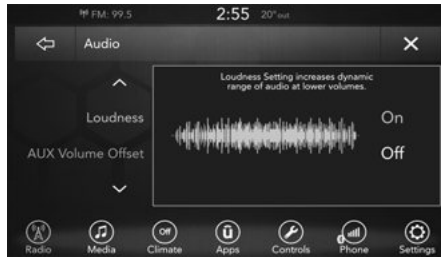 FM: 99.5
2:55
20° out
Audio
Loudness Setting increases dynamic
range of audio at lower volumes.
Loudness
On
AUX Volume Offset
Off
Off
ū
Radio
Media
Climate
Apps
Controls
Phone
Settings